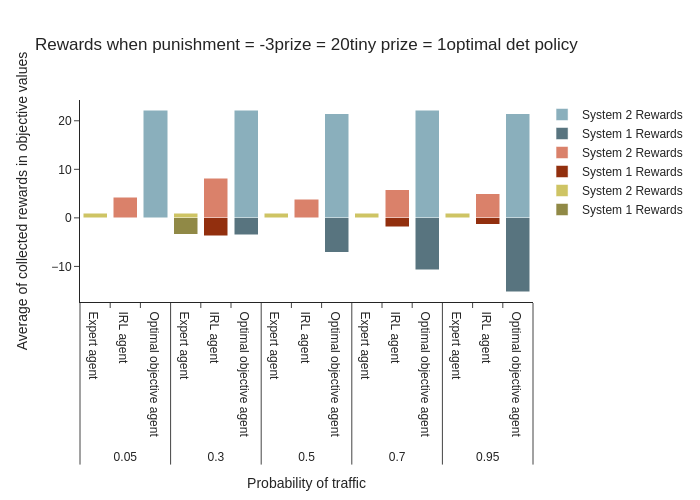 Rewards when punishment = -3prize = 20tiny prize = 1optimal det policy
Average of collected rewards in objective values
20
10
0
−10
System 2 Rewards
System 1 Rewards
System 2 Rewards
System 1 Rewards
System 2 Rewards
System 1 Rewards
Expert agent
IRL agent
Optimal objective agent
Expert agent
IRL agent
Optimal objective agent
Expert agent
IRL agent
Optimal objective agent
Expert agent
IRL agent
Optimal objective agent
Expert agent
IRL agent
Optimal objective agent
0.05
0.3
0.5
0.7
0.95
Probability of traffic